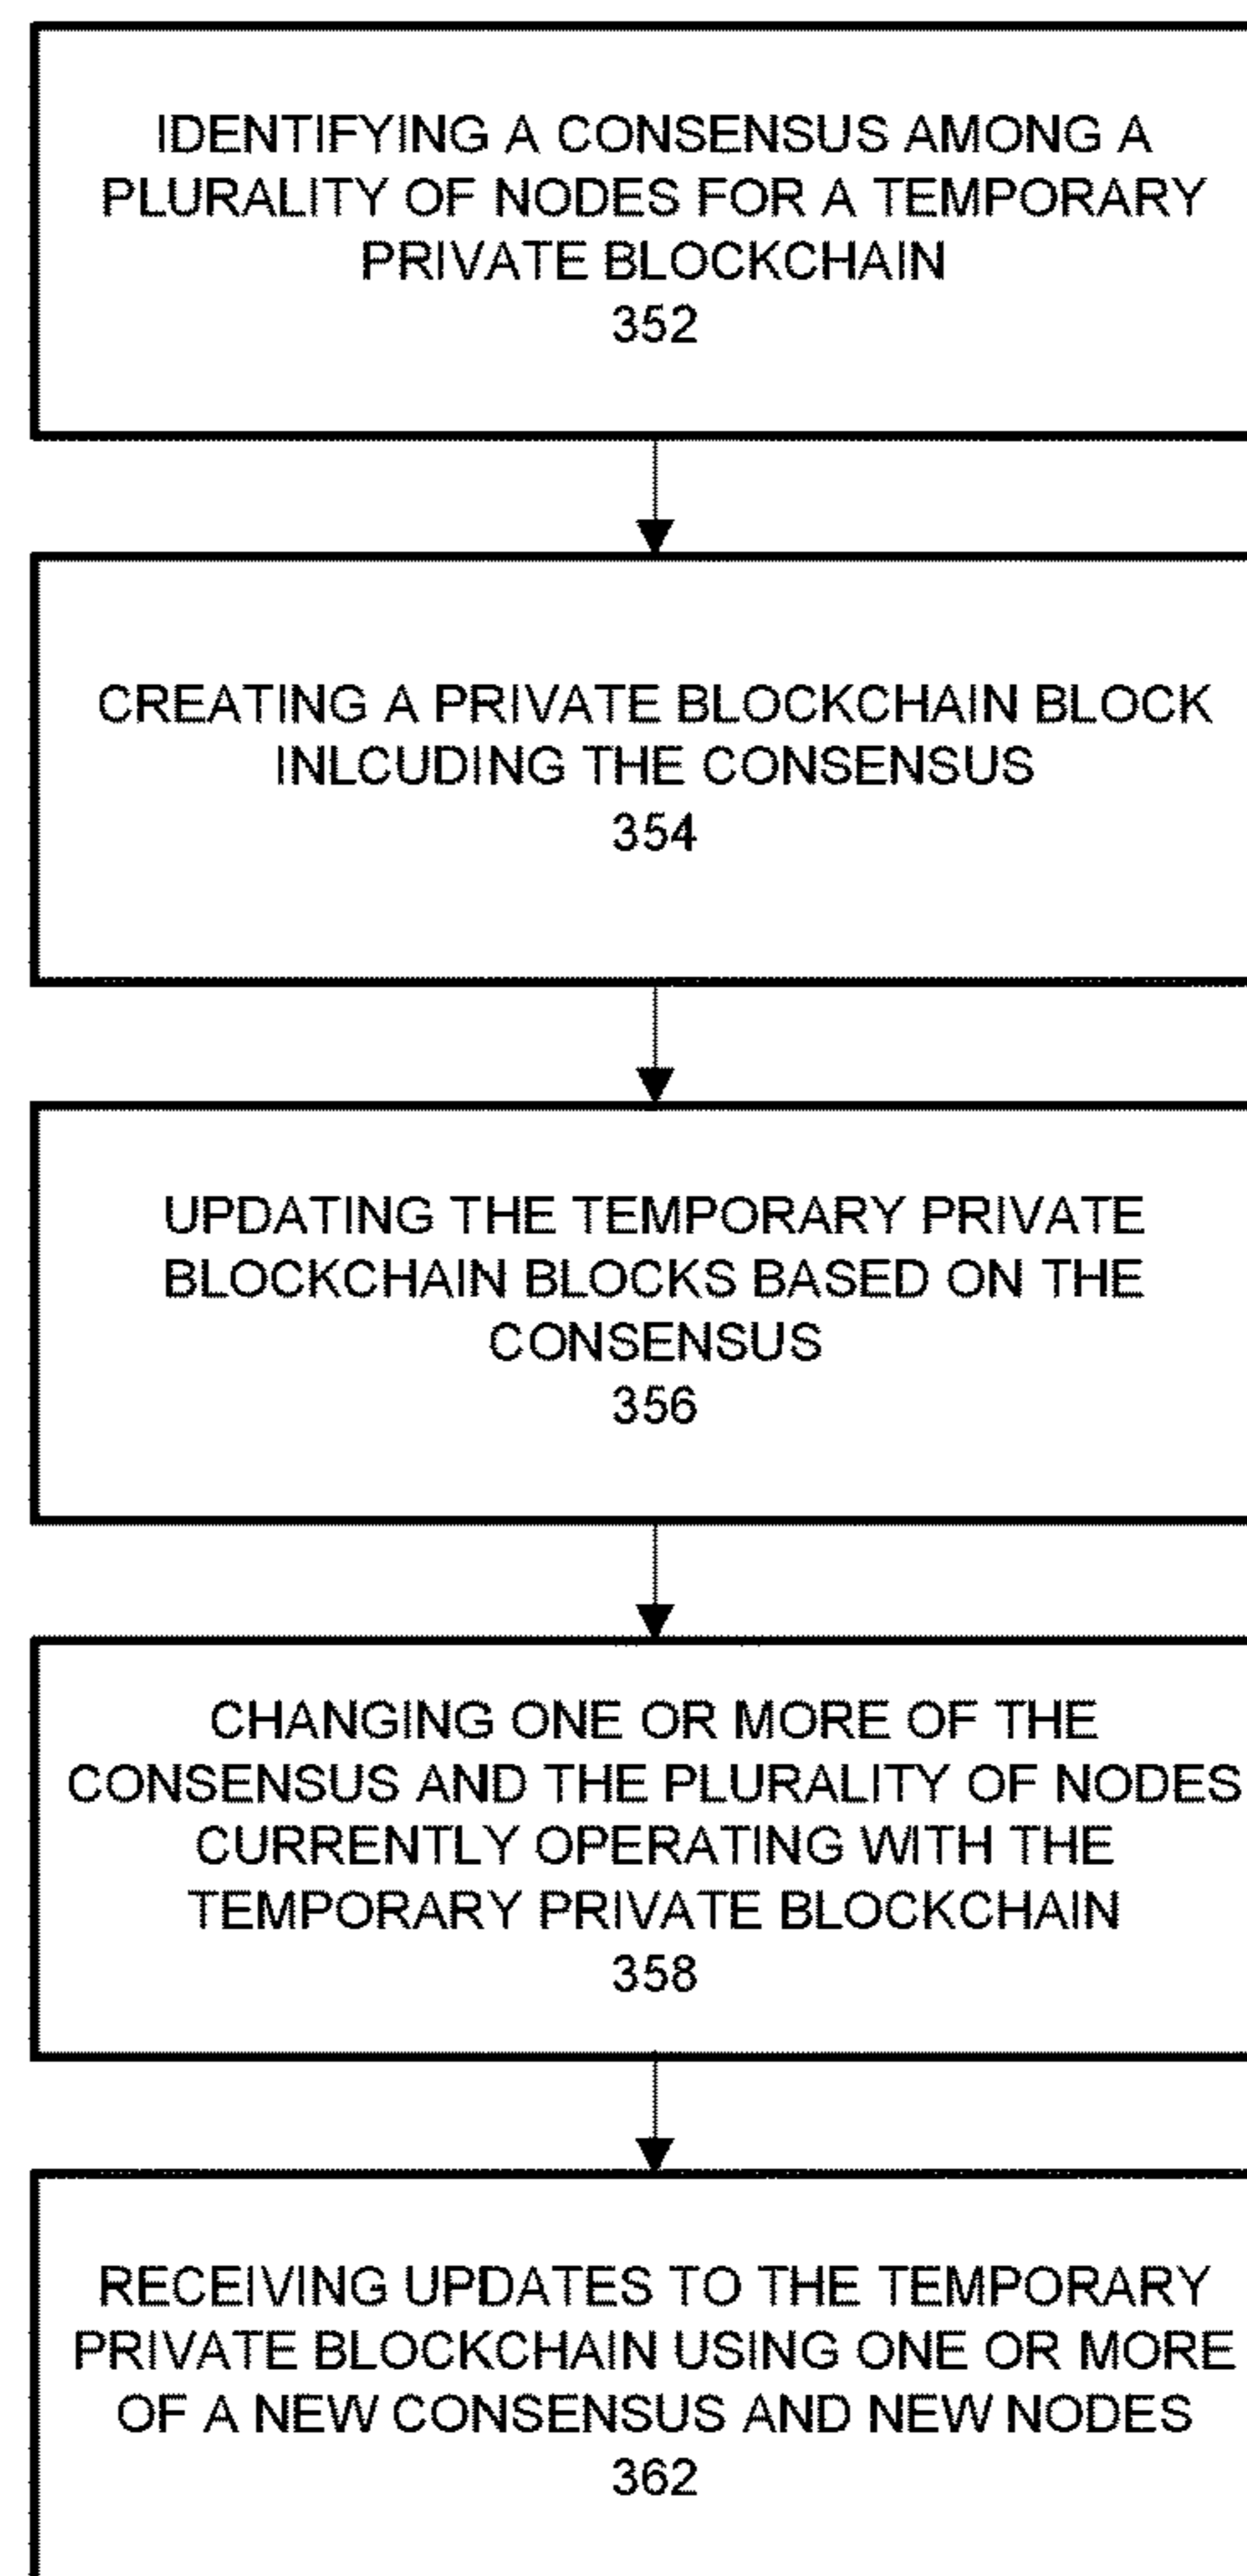 IDENTIFYING A CONSENSUS AMONG A
PLURALITY OF NODES FOR A TEMPORARY
PRIVATE BLOCKCHAIN
352
CREATING A PRIVATE BLOCKCHAIN BLOCK
INLCUDING THE CONSENSUS
354
UPDATING THE TEMPORARY PRIVATE
BLOCKCHAIN BLOCKS BASED ON THE
CONSENSUS
356
CHANGING ONE OR MORE OF THE
CONSENSUS AND THE PLURALITY OF NODES
CURRENTLY OPERATING WITH THE
TEMPORARY PRIVATE BLOCKCHAIN
358
RECEIVING UPDATES TO THE TEMPORARY
PRIVATE BLOCKCHAIN USING ONE OR MORE
OF A NEW CONSENSUS AND NEW NODES
362